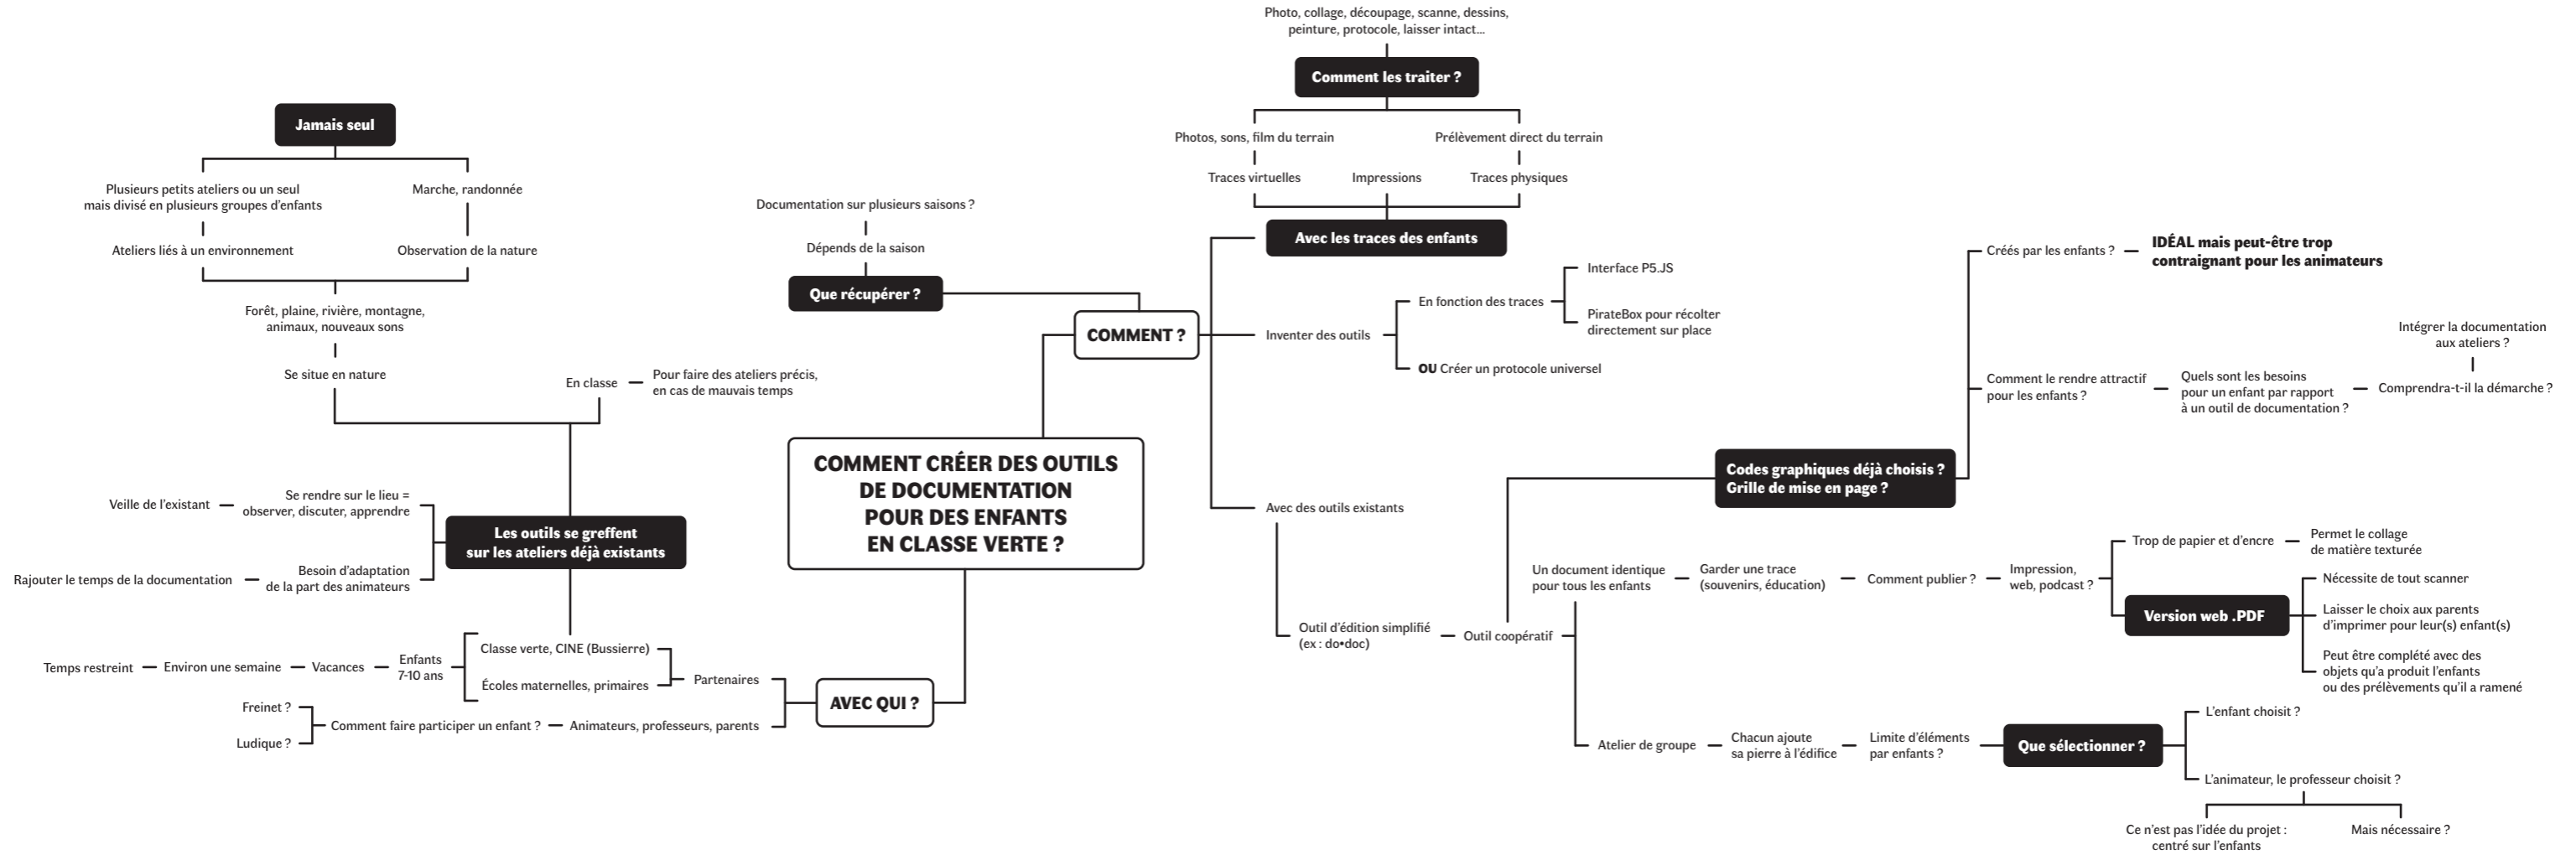 Photo, collage, découpage, scanne, dessins,
peinture, protocole, laisser intact...
Comment les traiter ?
Photos, sons, film du terrain
Prélèvement direct du terrain
Traces virtuelles
Impressions
Traces physiques
Avec les traces des enfants
Jamais seul
Plusieurs petits ateliers ou un seul
mais divisé en plusieurs groupes d'enfants
Marche, randonnée
Ateliers liés à un environnement
Observation de la nature
Forêt, plaine, rivière, montagne,
animaux, nouveaux sons
Se situe en nature
En classe
Pour faire des ateliers précis,
en cas de mauvais temps
Documentation sur plusieurs saisons ?
Dépends de la saison
Que récupérer ?
COMMENT ?
Inventer des outils
En fonction des traces
Interface P5.JS
PirateBox pour récolter
directement sur place
OU Créer un protocole universel
Créés par les enfants ?
IDÉAL mais peut-être trop
contraignant pour les animateurs
Intégrer la documentation
aux ateliers ?
Comment le rendre attractif
pour les enfants ?
Quels sont les besoins
pour un enfant par rapport
à un outil de documentation ?
Comprendra-t-il la démarche ?
Codes graphiques déjà choisis ?
Grille de mise en page ?
COMMENT CRÉER DES OUTILS
DE DOCUMENTATION
POUR DES ENFANTS
EN CLASSE VERTE ?
Avec des outils existants
Veille de l'existant
Se rendre sur le lieu =
observer, discuter, apprendre
Les outils se greffent
sur les ateliers déjà existants
Rajouter le temps de la documentation
Besoin d'adaptation
de la part des animateurs
Outil d'édition simplifié
(ex : do•doc)
Outil coopératif
Un document identique
pour tous les enfants
Garder une trace
(souvenirs, éducation)
Comment publier ?
Impression,
web, podcast ?
Trop de papier et d'encre
Permet le collage
de matière texturée
Version web .PDF
Nécessite de tout scanner
Laisser le choix aux parents
d'imprimer pour leur(s) enfant(s)
Peut être complété avec des
objets qu'a produit l'enfants
ou des prélèvements qu'il a ramené
Temps restreint
Environ une semaine
Vacances
Enfants
7-10 ans
Classe verte, CINE (Bussierre)
Écoles maternelles, primaires
Partenaires
AVEC QUI ?
Freinet ?
Ludique ?
Comment faire participer un enfant ?
Animateurs, professeurs, parents
Atelier de groupe
Chacun ajoute
sa pierre à l'édifice
Limite d'éléments
par enfants ?
Que sélectionner ?
L'enfant choisit ?
L'animateur, le professeur choisit ?
Ce n'est pas l'idée du projet :
centré sur l'enfants
Mais nécessaire ?